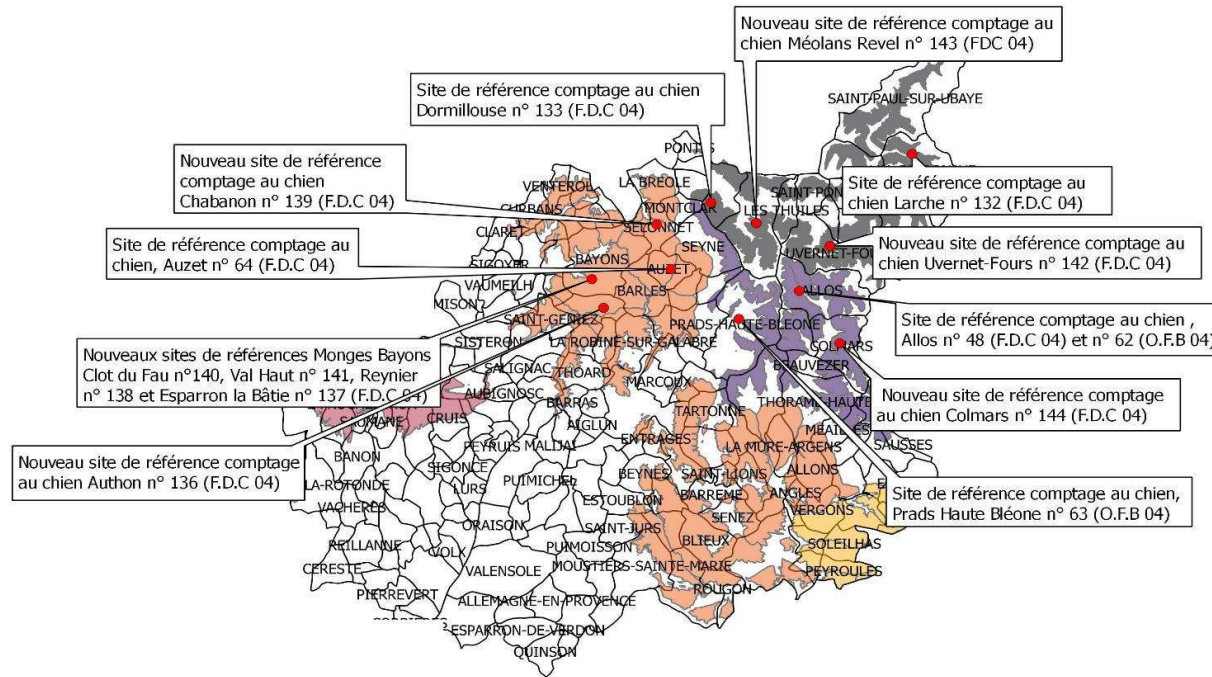 Nouveau site de référence comptage au
chien Méolans Revel n° 143 (FDC 04)
Site de référence comptage au chien
Dormillouse n° 133 (F.D.C 04)
Nouveau site de référence
comptage au chien
Chabanon n° 139 (F.D.C 04)
Site de référence comptage au
chien, Auzet n° 64 (F.D.C 04)
Nouveaux sites de références Monges Bayons
Clot du Fau n°140, Val Haut n° 141, Reynier
n° 138 et Esparron la Bâtie n° 137 (F.D.C 04)
Nouveau site de référence comptage
au chien Authon n° 136 (F.D.C 04)
Site de référence comptage au
chien Larche n° 132 (F.D.C 04)
Nouveau site de référence comptage au
chien Uvernet-Fours n° 142 (F.D.C 04)
Site de référence comptage au chien ,
Allos n° 48 (F.D.C 04) et n° 62 (O.F.B 04)
Nouveau site de référence comptage
au chien Colmars n° 144 (F.D.C 04)
Site de référence comptage au chien,
Prads Haute Bléone n° 63 (O.F.B 04)
SAINT-PAUL-SUR-UBAYE
PONTIS
LA BREOLE
VENTEROL
MONTCLAR
CURBANS
CLARET
SELONNET
LES THUILES
SEYNE
BAYONS
SIGOYER
AUZET
VAUMEILH
BARLES
ALLOS
MISON
SAINT-GENIEZ
PRADS-HAUTE-BLEONE
SISTERON
LA ROBINE-SUR-GALABRE
COLMARS
SALIGNAC
THOARD
MARCOUX
BEAUVEZER
AUBIGNOSC
BARRAS
TARTONNE
THORAME-HAUTE
CRUIS
SAUMANE
AIGLUN
MEAILLES
PEYRUIS
MALIJAI
ENTRAGES
LA MURE-ARGENS
SAUSSES
BANON
SIGONCE
BEYNES
SAINT-LIONS
ALLONS
LA-ROTONDE
LURS
PUIMICHEL
BARREME
ANGLES
VACHERES
ESTOUBLON
SENEZ
VERGONS
ORAISON
SAINT-JURS
REILLANNE
VOLX
PUIMOISSON
BLIEUX
SOLEILHAS
CERESTE
VALENSOLE
MOUSTIERS-SAINTE-MARIE
PEYROULES
PIERREVERT
ROUGON
ALLEMAGNE-EN-PROVENCE
ESPARRON-DE-VERDON
QUINSON